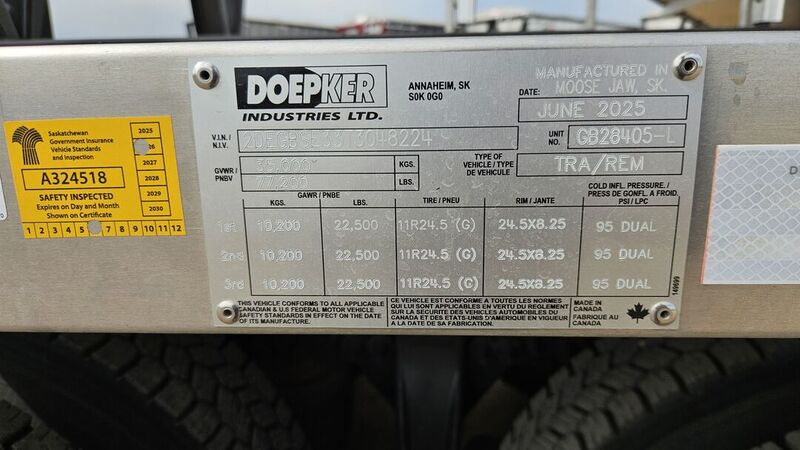 Saskatchewan
Government Insurance
Vehicle Standards
and Inspection
A324518
SAFETY INSPECTED
Expires on Day and Month
Shown on Certificate
2025
2027
2028
2029
2030
1 2 3 4 5 6 7 8 9 10 11 12
DOEPKER
INDUSTRIES LTD.
ANNAHEIM, SK
S0K 0G0
MANUFACTURED IN
MOOSE JAW, SK.
DATE:
JUNE 2025
V.I.N./
N.I.V.
UNIT
NO.
GB28405-L
GVWR/
PNBV
KGS.
77,200
LBS.
TYPE OF
VEHICLE / TYPE
DE VEHICULE
TRA/REM
GAWR / PNBE
KGS.
LBS.
TIRE / PNEU
RIM / JANTE
COLD INFL. PRESSURE./
PRESS DE GONFL. A FROID.
PSI / LPC
1st 10,200 22,500 11R24.5 (G) 24.5X8.25 95 DUAL
2nd 10,200 22,500 11R24.5 (G) 24.5X8.25 95 DUAL
3rd 10,200 22,500 11R24.5 (G) 24.5X8.25 95 DUAL
THIS VEHICLE CONFORMS TO ALL APPLICABLE
CANADIAN & U.S FEDERAL MOTOR VEHICLE
SAFETY STANDARDS IN EFFECT ON THE DATE
OF ITS MANUFACTURE.
CE VEHICULE EST CONFORME A TOUTES LES NORMES
QUI LUI SONT APPLICABLES EN VERTU DU REGLEMENT
SUR LA SECURITE DES VEHICULES AUTOMOBILES DU
CANADA ET DES ETATS-UNIS D'AMERIQUE EN VIGUEUR
A LA DATE DE SA FABRICATION.
MADE IN
CANADA
FABRIQUE AU
CANADA
D